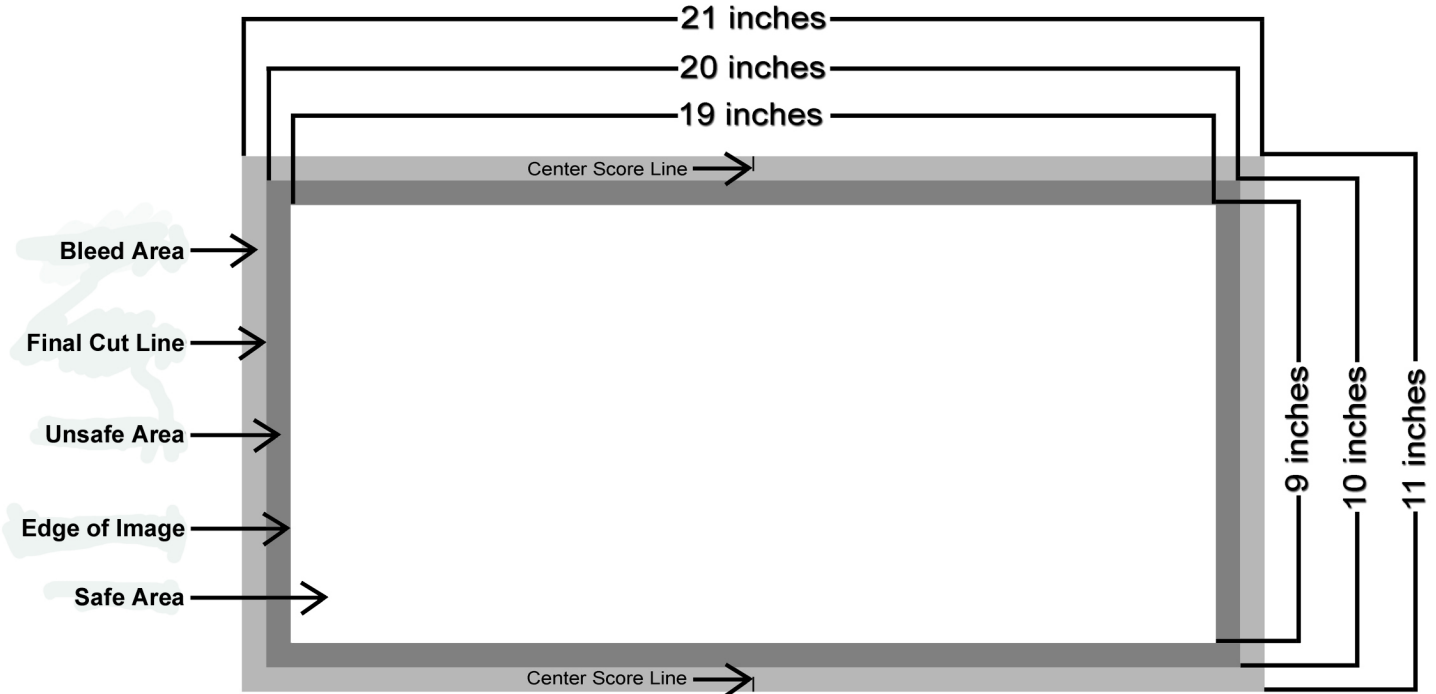 21 inches
20 inches
19 inches
Center Score Line
Bleed Area
Final Cut Line
Unsafe Area
Edge of Image
Safe Area
9 inches
10 inches
11 inches
Center Score Line